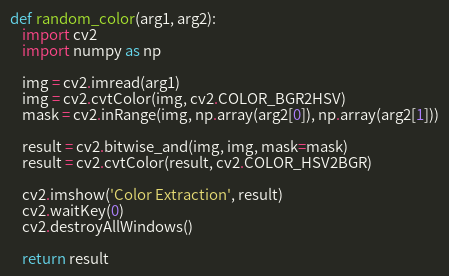 def random_color(arg1, arg2):
    import cv2
    import numpy as np
    img = cv2.imread(arg1)
    img = cv2.cvtColor(img, cv2.COLOR_BGR2HSV)
    mask = cv2.inRange(img, np.array(arg2[0]), np.array(arg2[1]))
    result = cv2.bitwise_and(img, img, mask=mask)
    result = cv2.cvtColor(result, cv2.COLOR_HSV2BGR)
    cv2.imshow('Color Extraction', result)
    cv2.waitKey(0)
    cv2.destroyAllWindows()
    return result